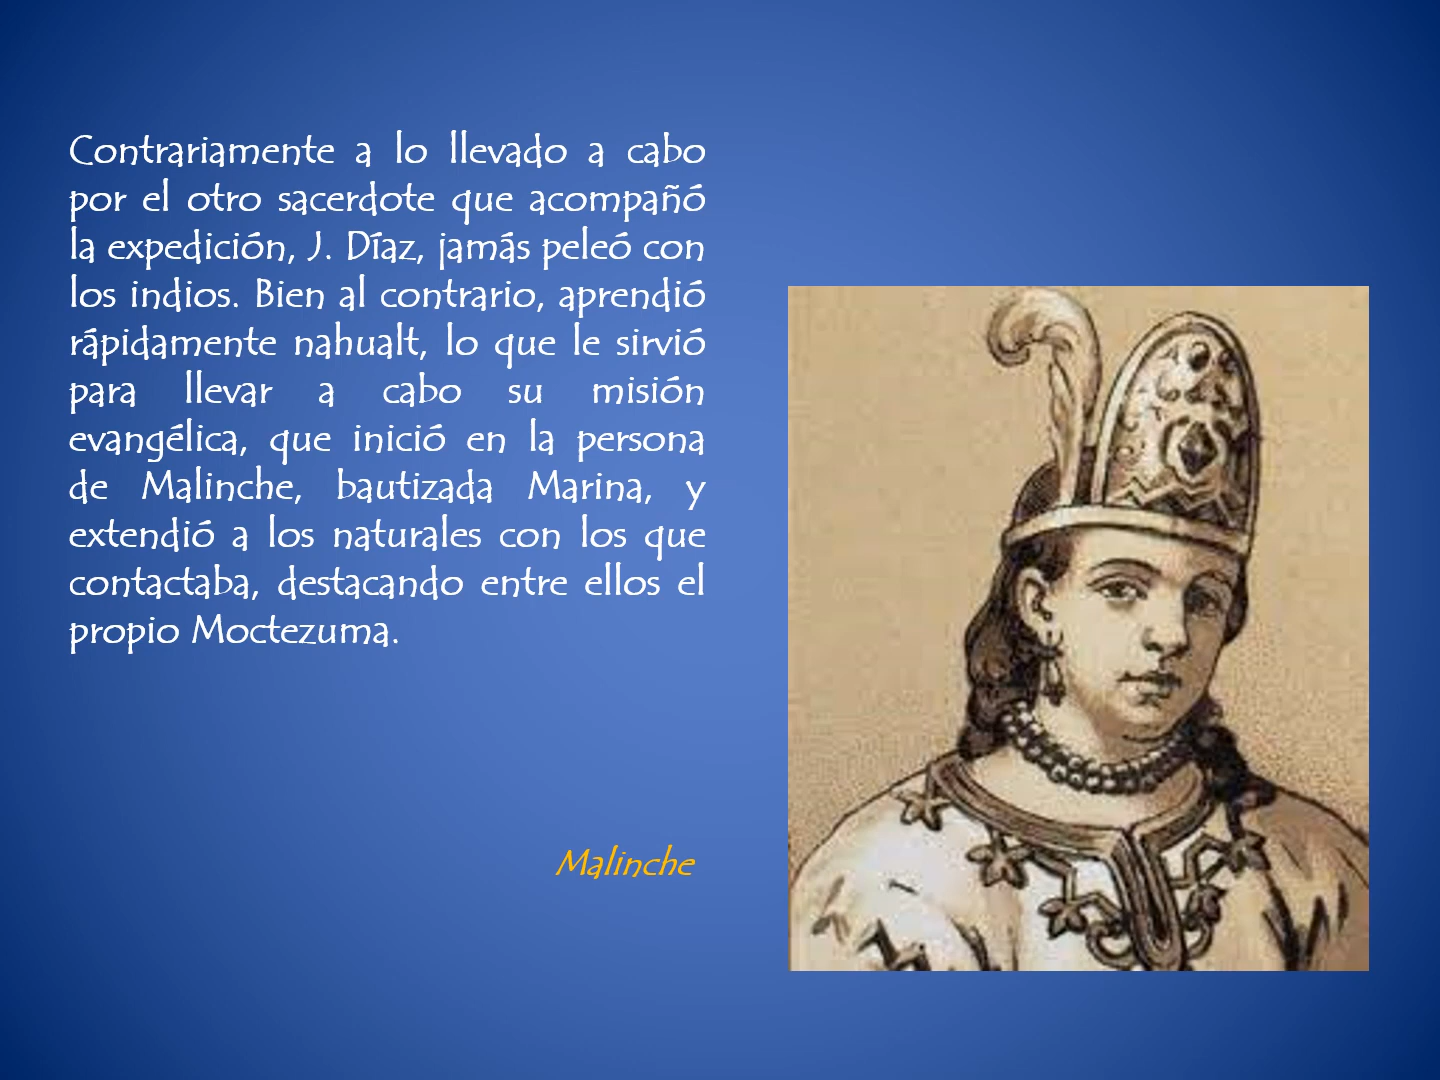 Contrariamente a lo llevado a cabo
por el otro sacerdote que acompañó
la expedición, J. Díaz, jamás peleó con
los indios. Bien al contrario, aprendió
rápidamente nahualt, lo que le sirvió
para llevar a cabo su misión
evangélica, que inició en la persona
de Malinche, bautizada Marina, y
extendió a los naturales con los que
contactaba, destacando entre ellos el
propio Moctezuma.
Malinche